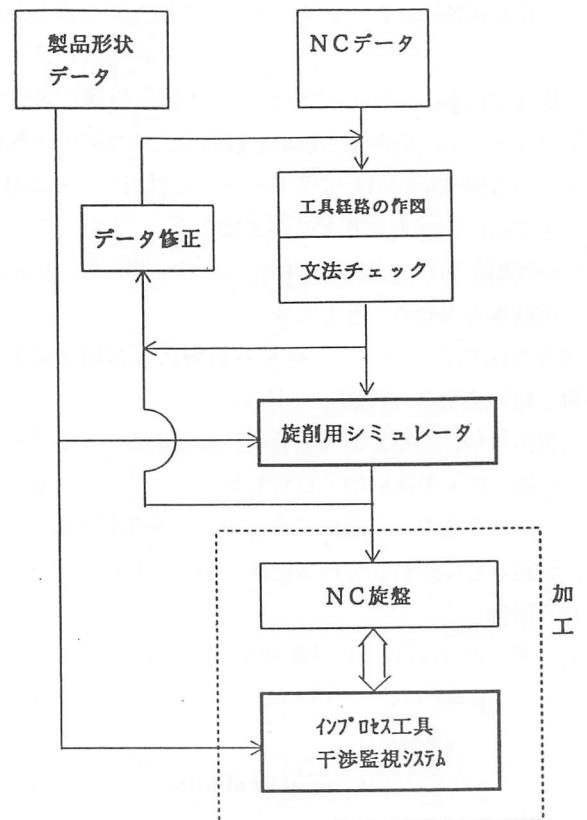 製品形状
データ
NCデータ
工具経路の作図
データ修正
文法チェック
旋削用シミュレータ
NC旋盤
加
工
インプロセス工具
干渉監視システム